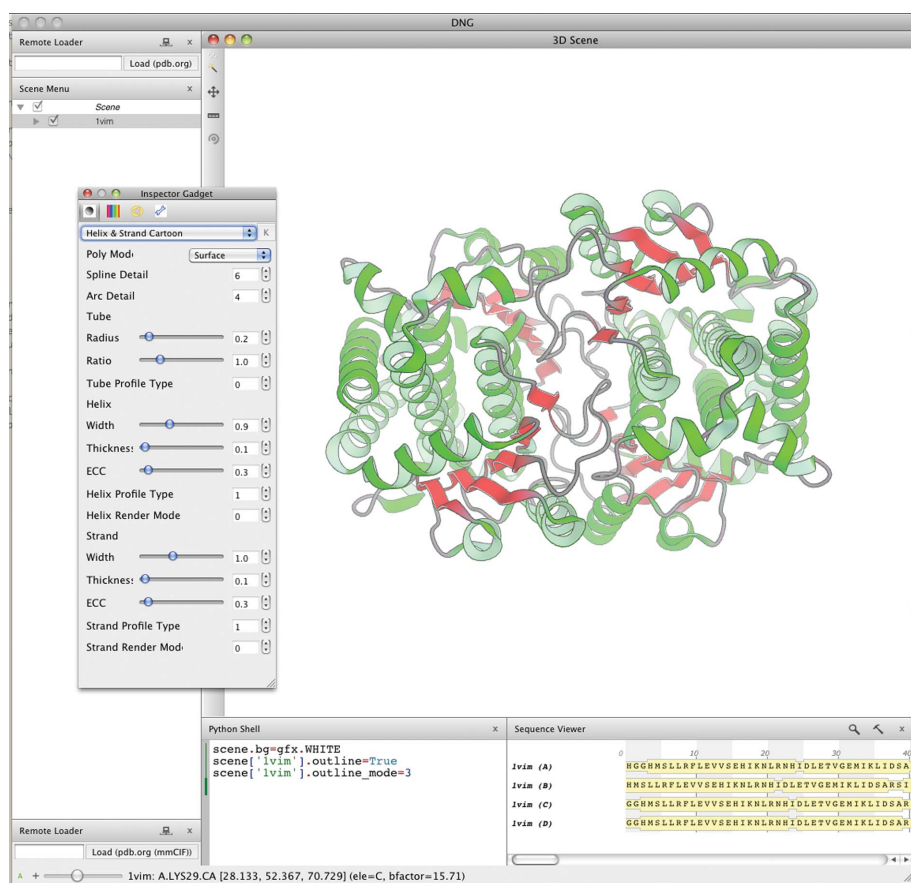 DNG
Remote Loader
x
3D Scene
Load (pdb.org)
Scene Menu
x
Scene
1vim
Inspector Gadget
Helix & Strand Cartoon
K
Poly Mod
Surface
Spline Detail
6
Arc Detail
4
Tube
Radius
0.2
Ratio
1.0
Tube Profile Type
0
Helix
Width
0.9
Thickness
0.1
ECC
0.3
Helix Profile Type
1
Helix Render Mode
0
Strand
Width
1.0
Thickness
0.1
ECC
0.3
Strand Profile Type
1
Strand Render Mod
0
Python Shell
x
scene.bg=gfx.WHITE
scene['1vim'].outline=True
scene['1vim'].outline_mode=3
Sequence Viewer
x
0 10 20 30 40
1vim (A) HGGHMSLLRFLEVVSEHIKNLRNHIDLETVGEMIKLIDSA
1vim (B) HMSLLRFLEVVSEHIKNLRNHIDLETVGEMIKLIDSARSI
1vim (C) GGHMSLLRFLEVVSEHIKNLRNHIDLETVGEMIKLIDSAR
1vim (D) GGHMSLLRFLEVVSEHIKNLRNHIDLETVGEMIKLIDSAR
Remote Loader
x
Load (pdb.org (mmCIF))
A
+
1vim: A.LYS29.CA [28.133, 52.367, 70.729] (ele=C, bfactor=15.71)